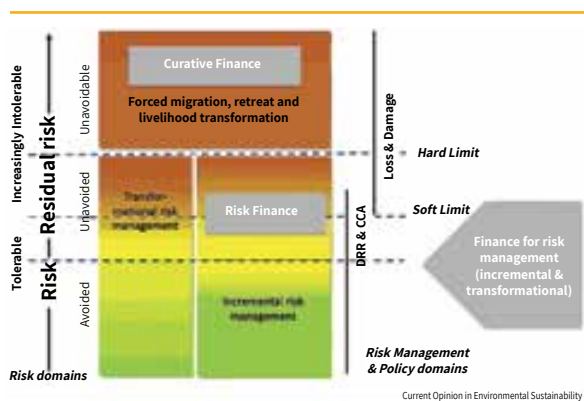 Curative Finance
Forced migration, retreat and
livelihood transformation
Hard Limit
Transfor-
mational risk
management
Risk Finance
Soft Limit
Incremental risk
management
Finance for risk
management
(incremental &
transformational)
Increasingly Intolerable
Tolerable
Risk
Residual risk
Unavoidable
Unavoided
Avoided
Loss & Damage
DRR & CCA
Risk domains
Risk Management
& Policy domains
Current Opinion in Environmental Sustainability